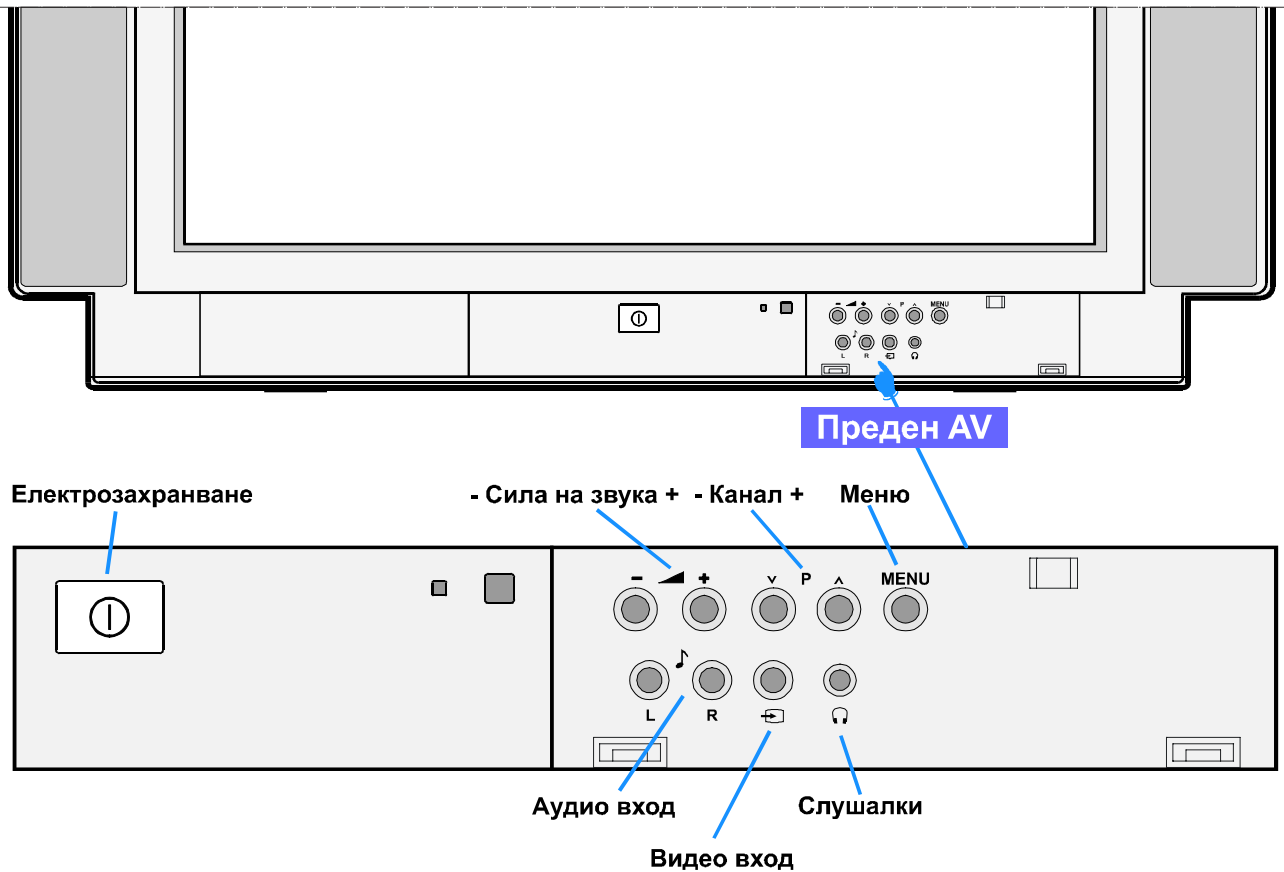 - + v P ʌ MENU
L R
Преден AV
Електрозахранване - Сила на звука + - Канал + Меню
- + v P ʌ MENU
L R
Аудио вход Слушалки
Видео вход